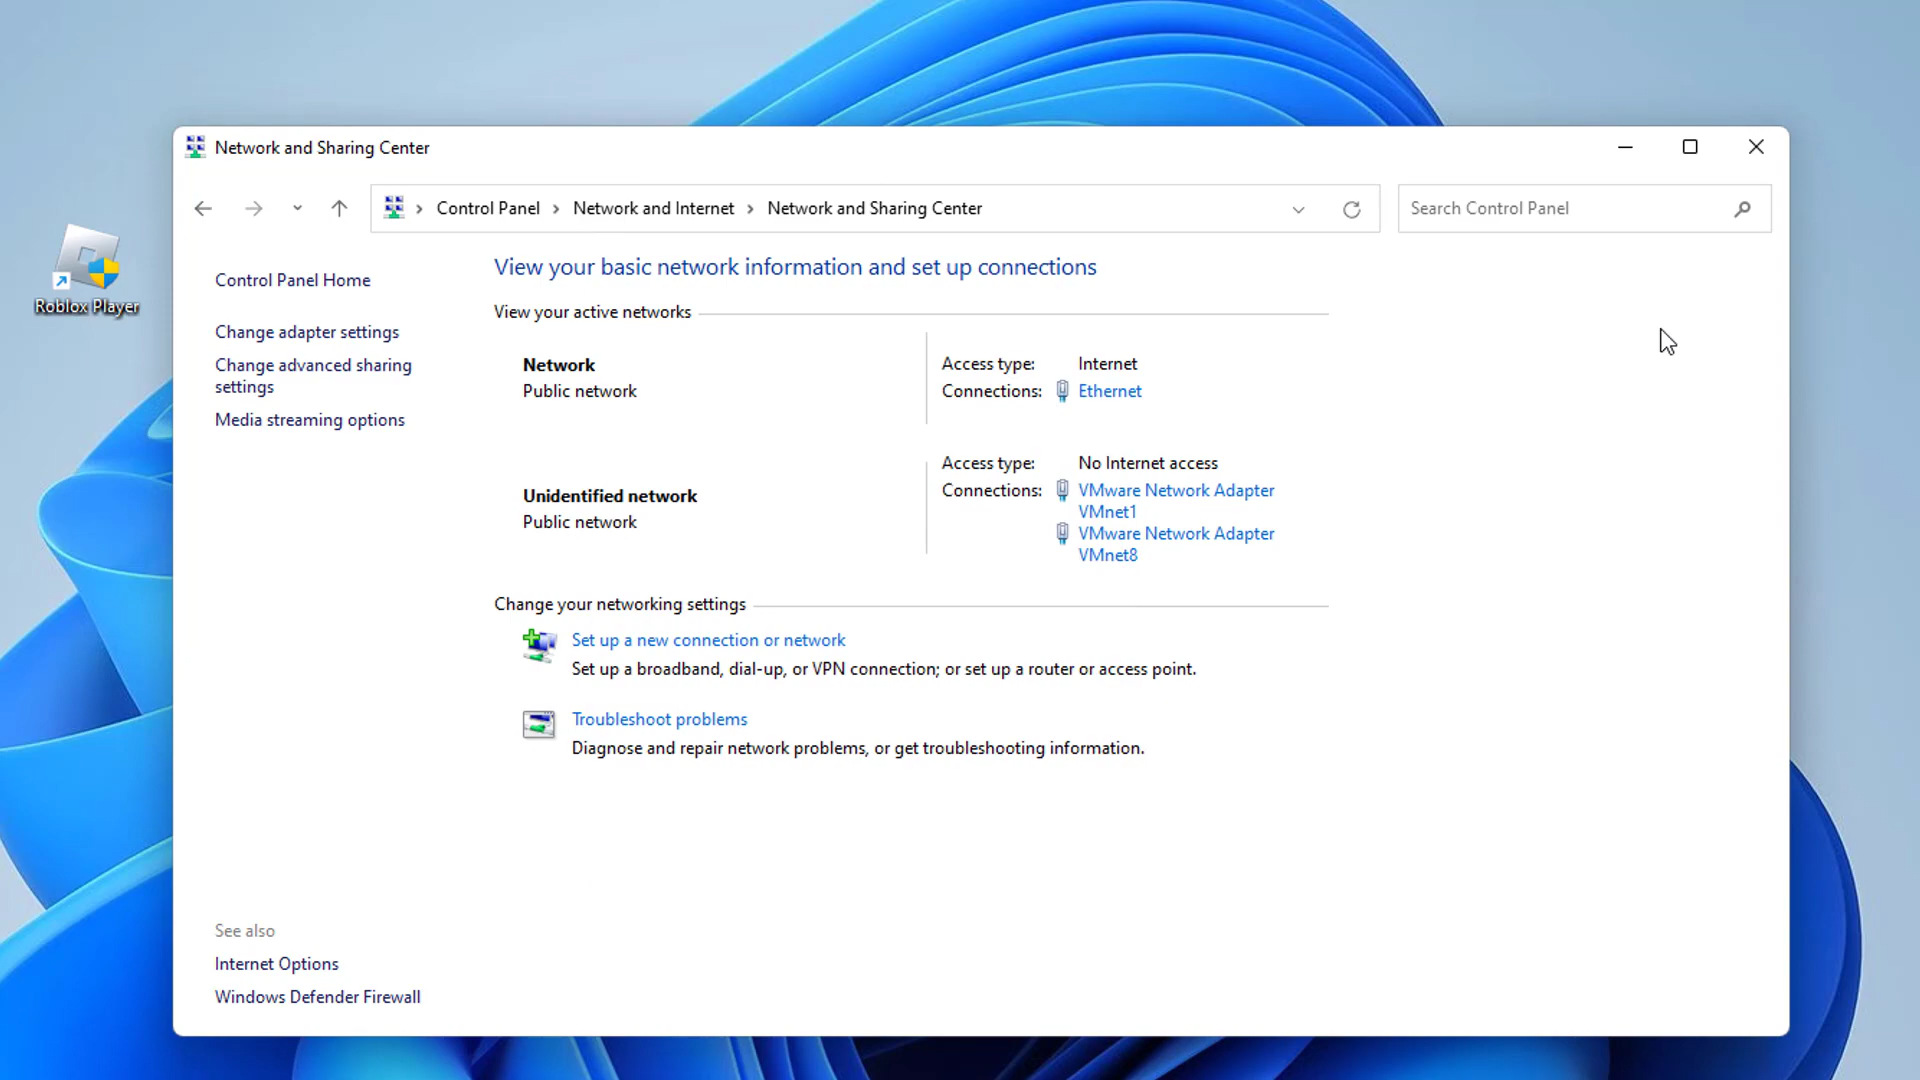 Network and Sharing Center
Control Panel > Network and Internet > Network and Sharing Center
Search Control Panel
Roblox Player
Control Panel Home
Change adapter settings
Change advanced sharing
settings
Media streaming options
View your basic network information and set up connections
View your active networks
Network
Public network
Access type: Internet
Connections: Ethernet
Unidentified network
Public network
Access type: No Internet access
Connections: VMware Network Adapter
VMnet1
VMware Network Adapter
VMnet8
Change your networking settings
Set up a new connection or network
Set up a broadband, dial-up, or VPN connection; or set up a router or access point.
Troubleshoot problems
Diagnose and repair network problems, or get troubleshooting information.
See also
Internet Options
Windows Defender Firewall